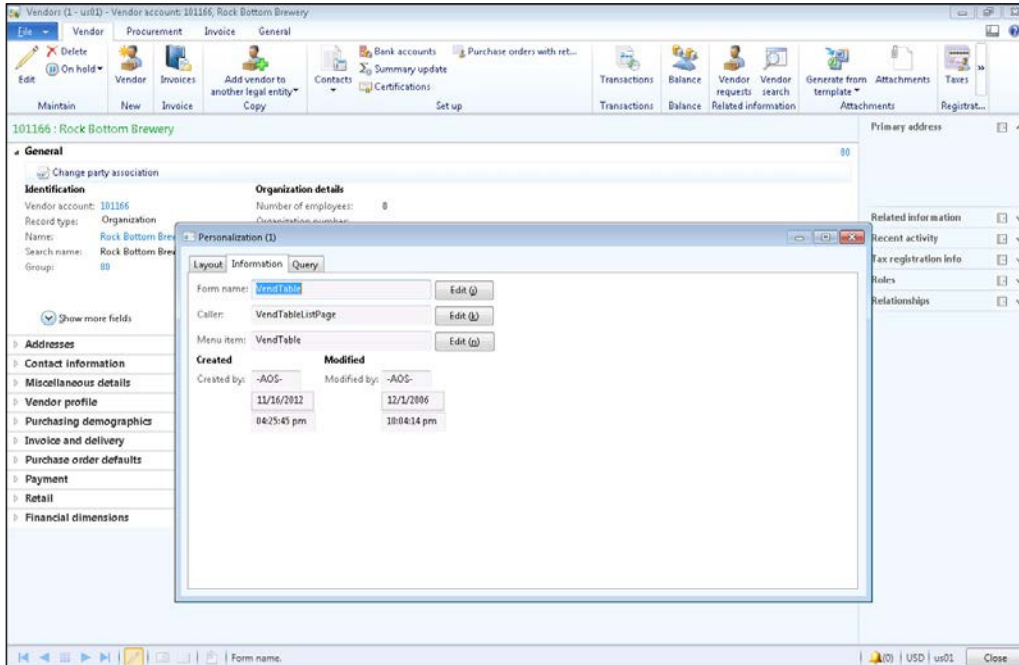 Vendors (1 - us01) - Vendor account: 101166, Rock Bottom Brewery
File Vendor Procurement Invoice General
Edit
Delete
On hold
Maintain
Vendor
New
Invoices
Invoice
Add vendor to
another legal entity
Copy
Contacts
Bank accounts
Summary update
Certifications
Purchase orders with ret...
Set up
Transactions
Transactions
Balance
Balance
Vendor
requests
Vendor
search
Related information
Generate from
template
Attachments
Attachments
Taxes
Registrat...
101166 : Rock Bottom Brewery
General
80
Change party association
Identification
Vendor account: 101166
Record type: Organization
Name: Rock Bottom Brew
Search name: Rock Bottom Brew
Group: 80
Organization details
Number of employees: 0
Organization number:
Show more fields
Addresses
Contact information
Miscellaneous details
Vendor profile
Purchasing demographics
Invoice and delivery
Purchase order defaults
Payment
Retail
Financial dimensions
Personalization (1)
Layout Information Query
Form name: VendTable Edit (j)
Caller: VendTableListPage Edit (k)
Menu item: VendTable Edit (n)
Created Modified
Created by: -AOS- Modified by: -AOS-
11/16/2012 12/1/2006
04:25:45 pm 10:04:14 pm
Primary address
Related information
Recent activity
Tax registration info
Roles
Relationships
Form name.
(0) USD us01 Close